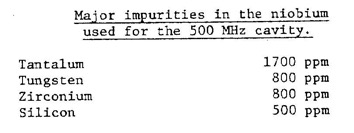 Major impurities in the niobium
used for the 500 MHz cavity.
Tantalum 1700 ppm
Tungsten 800 ppm
Zirconium 800 ppm
Silicon 500 ppm